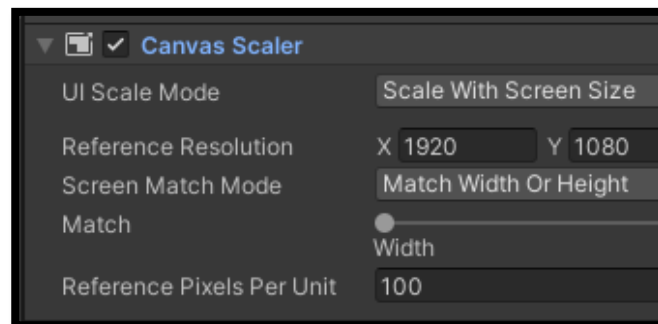 Canvas Scaler
UI Scale Mode Scale With Screen Size
Reference Resolution X 1920 Y 1080
Screen Match Mode Match Width Or Height
Match
Width
Reference Pixels Per Unit 100